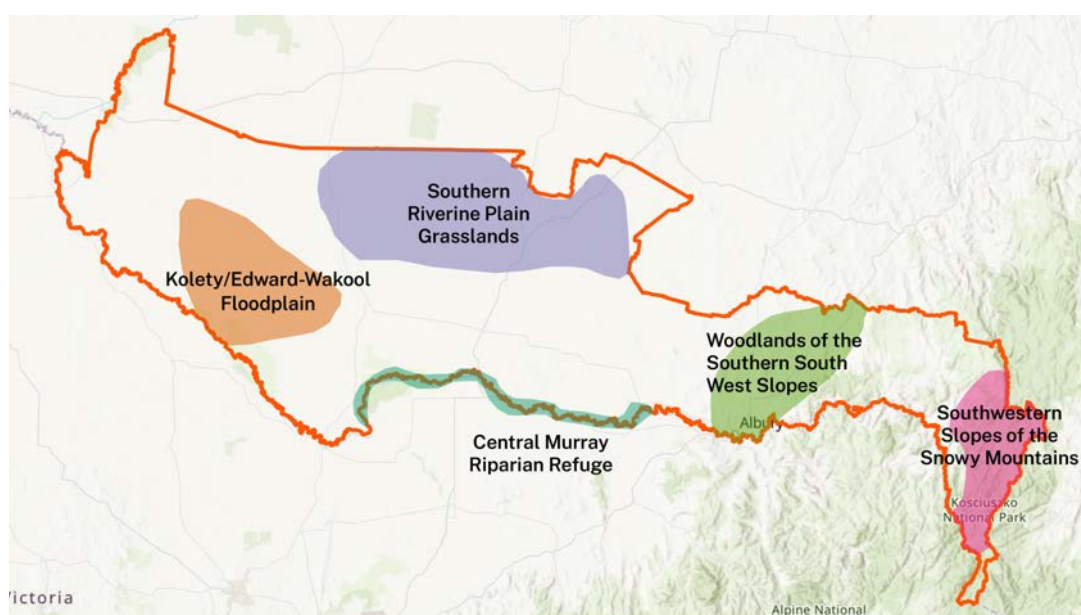 Southern
Riverine Plain
Grasslands
Kolety/Edward-Wakool
Floodplain
Woodlands of the
Southern South
West Slopes
Albury
Southwestern
Slopes of the
Snowy Mountains
Central Murray
Riparian Refuge
Kosciuszko
National Park
Victoria
Alpine National